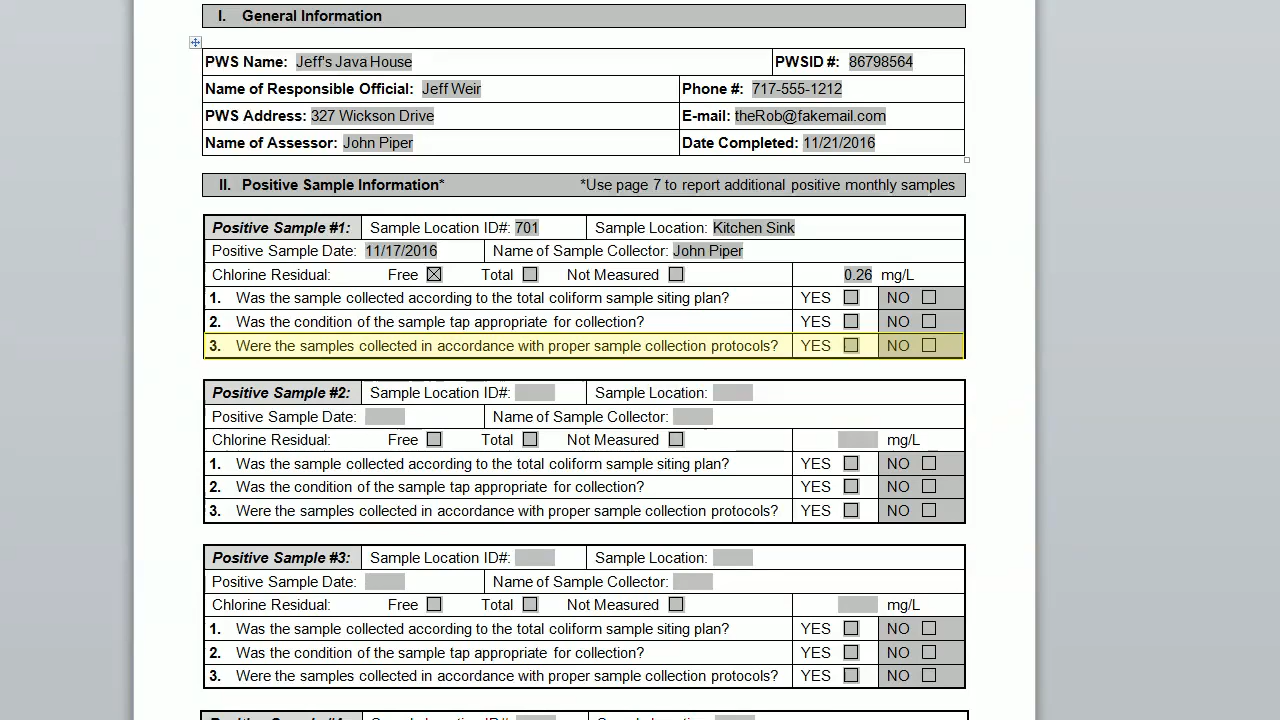 I. General Information
PWS Name: Jeff's Java House PWSID #: 86798564
Name of Responsible Official: Jeff Weir Phone #: 717-555-1212
PWS Address: 327 Wickson Drive E-mail: theRob@fakemail.com
Name of Assessor: John Piper Date Completed: 11/21/2016
II. Positive Sample Information* *Use page 7 to report additional positive monthly samples
Positive Sample #1: Sample Location ID#: 701 Sample Location: Kitchen Sink
Positive Sample Date: 11/17/2016 Name of Sample Collector: John Piper
Chlorine Residual: Free Total Not Measured 0.26 mg/L
1. Was the sample collected according to the total coliform sample siting plan? YES NO
2. Was the condition of the sample tap appropriate for collection? YES NO
3. Were the samples collected in accordance with proper sample collection protocols? YES NO
Positive Sample #2: Sample Location ID#: Sample Location:
Positive Sample Date: Name of Sample Collector:
Chlorine Residual: Free Total Not Measured mg/L
1. Was the sample collected according to the total coliform sample siting plan? YES NO
2. Was the condition of the sample tap appropriate for collection? YES NO
3. Were the samples collected in accordance with proper sample collection protocols? YES NO
Positive Sample #3: Sample Location ID#: Sample Location:
Positive Sample Date: Name of Sample Collector:
Chlorine Residual: Free Total Not Measured mg/L
1. Was the sample collected according to the total coliform sample siting plan? YES NO
2. Was the condition of the sample tap appropriate for collection? YES NO
3. Were the samples collected in accordance with proper sample collection protocols? YES NO